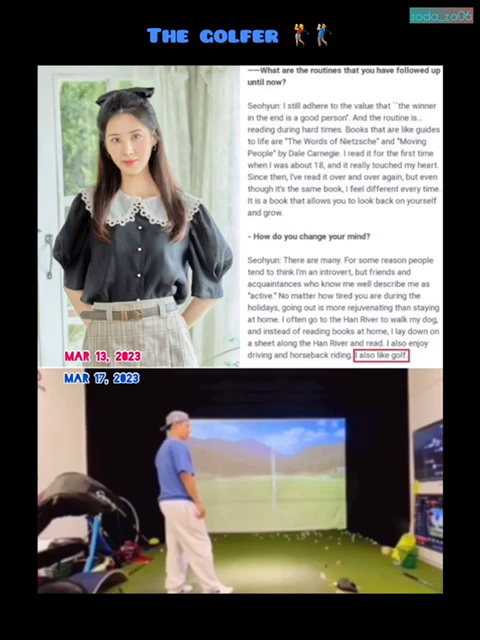 soda_za06
THE GOLFER
——What are the routines that you have followed up
until now?
Seohyun: I still adhere to the value that ``the winner
in the end is a good person". And the routine...
reading during hard times. Books that are like guides
to life are "The Words of Nietzsche" and "Moving
People" by Dale Carnegie. I read it for the first time
when I was about 18, and it really touched my heart.
Since then, I've read it over and over again, but even
though it's the same book, I feel different every time.
It is a book that allows you to look back on yourself
and grow.
- How do you change your mind?
Seohyun: There are many. For some reason people
tend to think I'm an introvert, but friends and
acquaintances who know me well describe me as
"active." No matter how tired you are during the
holidays, going out is more rejuvenating than staying
at home. I often go to the Han River to walk my dog,
and instead of reading books at home, I lay down on
a sheet along the Han River and read. I also enjoy
driving and horseback riding. I also like golf.
MAR 13, 2023
MAR 17, 2023